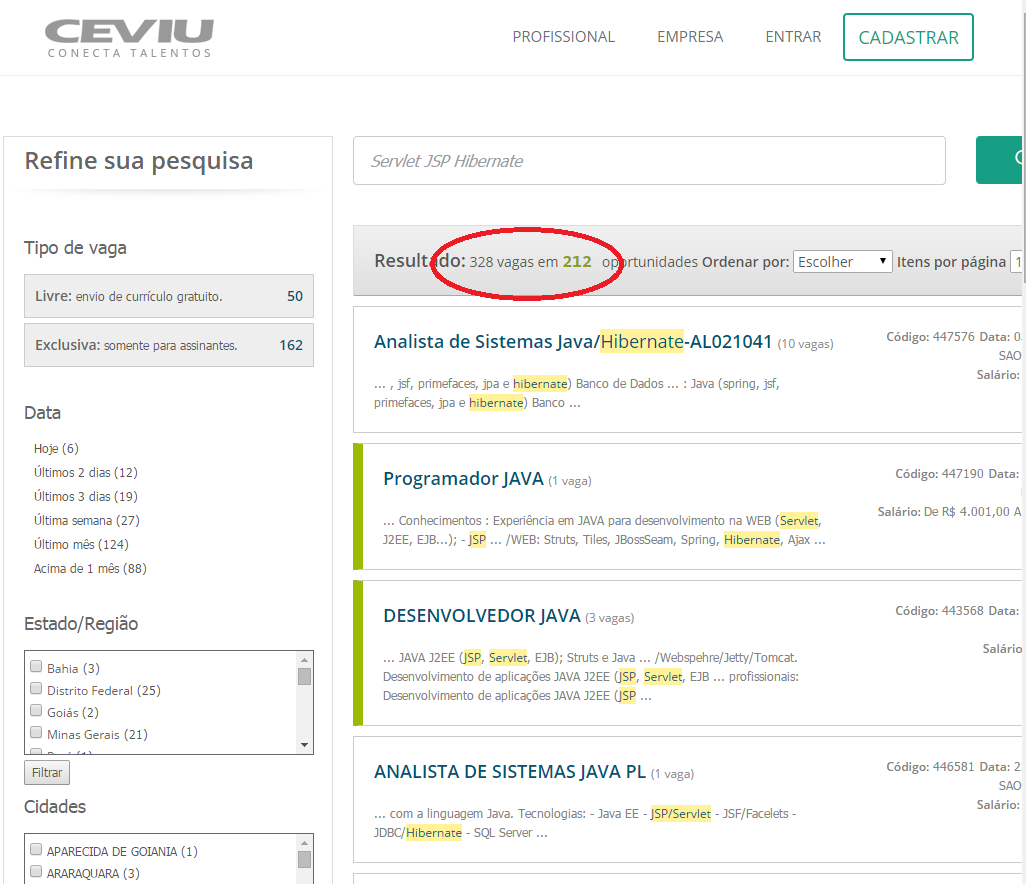 CEVIU
CONECTA TALENTOS
PROFISSIONAL EMPRESA ENTRAR CADASTRAR
Refine sua pesquisa
Tipo de vaga
Livre: envio de currículo gratuito. 50
Exclusiva: somente para assinantes. 162
Data
Hoje (6)
Últimos 2 dias (12)
Últimos 3 dias (19)
Última semana (27)
Último mês (124)
Acima de 1 mês (88)
Estado/Região
Bahia (3)
Distrito Federal (25)
Goiás (2)
Minas Gerais (21)
Filtrar
Cidades
APARECIDA DE GOIANIA (1)
ARARAQUARA (3)
Servlet JSP Hibernate
Resultado: 328 vagas em 212 oportunidades Ordenar por: Escolher Itens por página 1
Analista de Sistemas Java/Hibernate-AL021041 (10 vagas)
Código: 447576 Data: 0
SAO
Salário:
... , jsf, primefaces, jpa e hibernate) Banco de Dados ... : Java (spring, jsf,
primefaces, jpa e hibernate) Banco ...
Programador JAVA (1 vaga)
Código: 447190 Data:
Salário: De R$ 4.001,00 A
... Conhecimentos : Experiência em JAVA para desenvolvimento na WEB (Servlet,
J2EE, EJB...); - JSP ... /WEB: Struts, Tiles, JBossSeam, Spring, Hibernate, Ajax ...
DESENVOLVEDOR JAVA (3 vagas)
Código: 443568 Data:
Salário
... JAVA J2EE (JSP, Servlet, EJB); Struts e Java ... /Webspehre/Jetty/Tomcat.
Desenvolvimento de aplicações JAVA J2EE (JSP, Servlet, EJB ... profissionais:
Desenvolvimento de aplicações JAVA J2EE (JSP ...
ANALISTA DE SISTEMAS JAVA PL (1 vaga)
Código: 446581 Data: 2
SAO
Salário:
... com a linguagem Java. Tecnologias: - Java EE - JSP/Servlet - JSF/Facelets -
JDBC/Hibernate - SQL Server ...